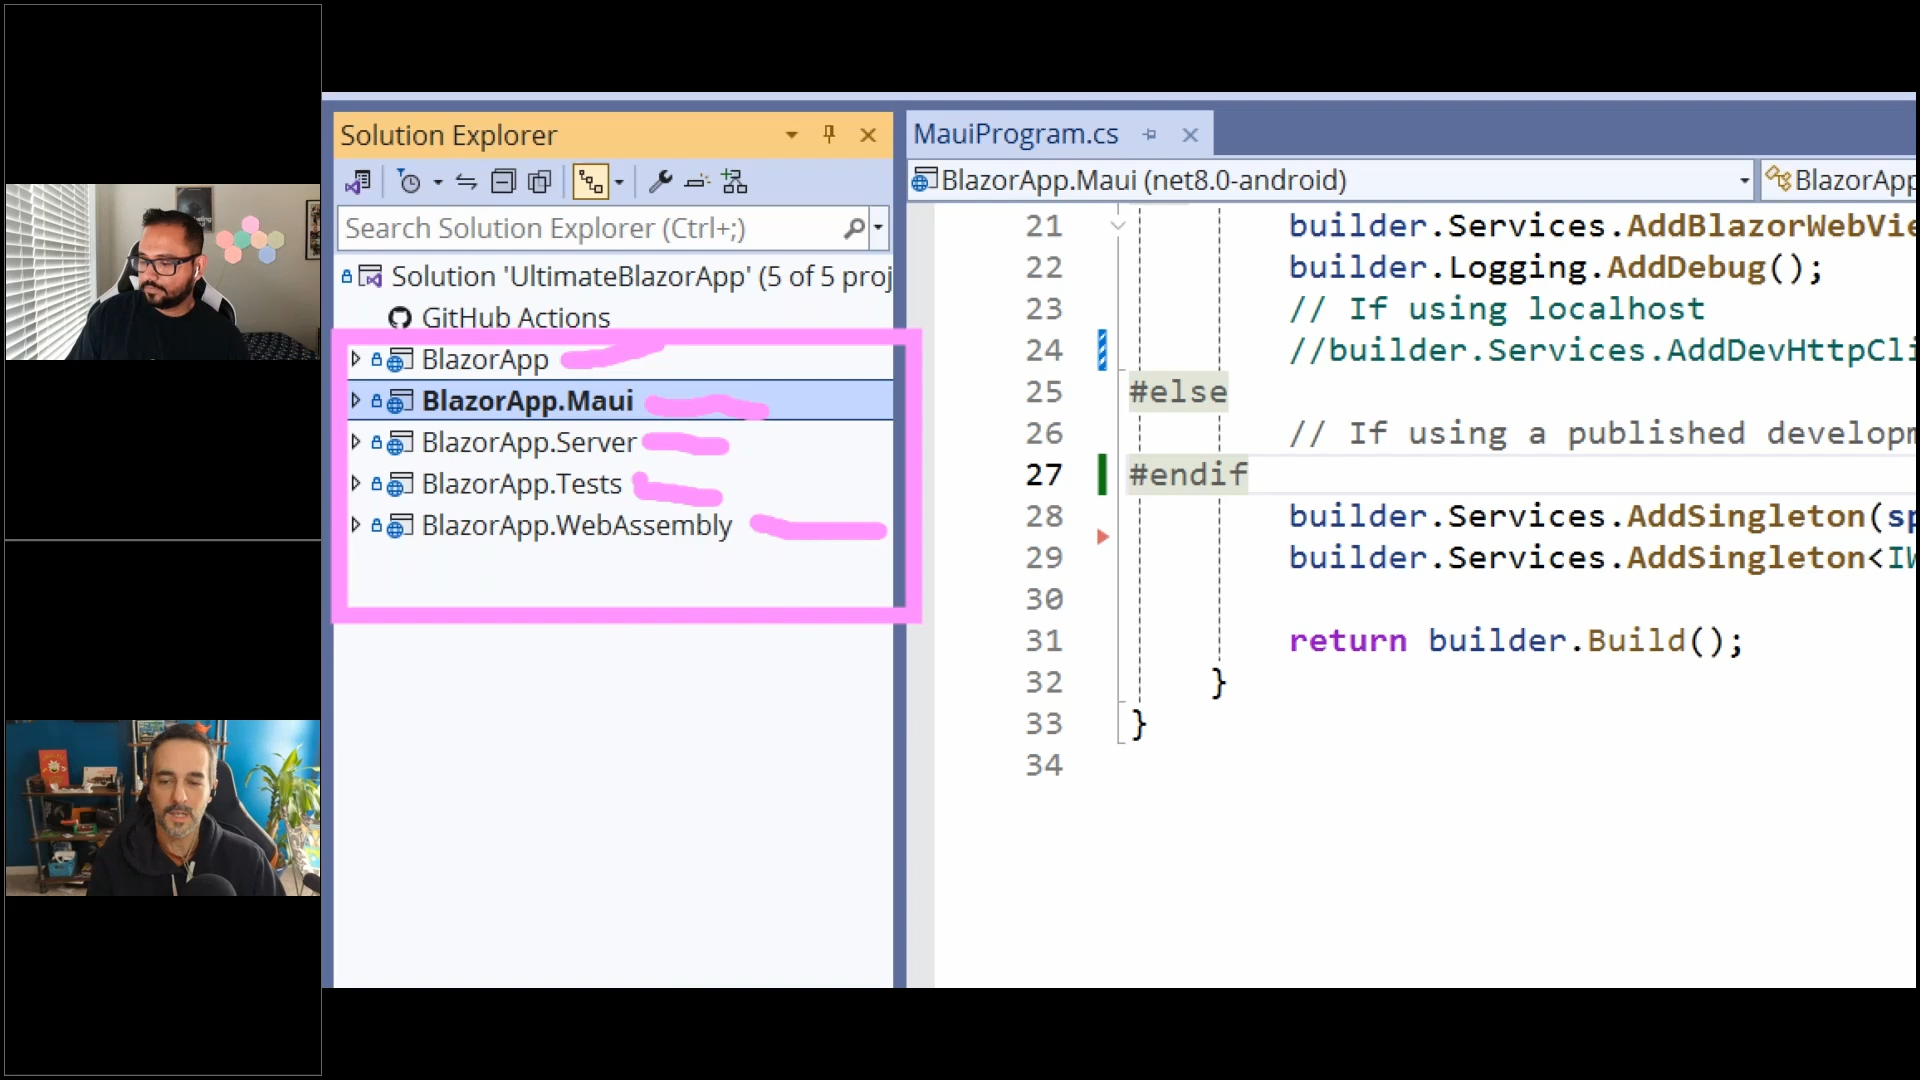 Solution Explorer
Search Solution Explorer (Ctrl+;)
Solution 'UltimateBlazorApp' (5 of 5 proj
GitHub Actions
BlazorApp
BlazorApp.Maui
BlazorApp.Server
BlazorApp.Tests
BlazorApp.WebAssembly
MauiProgram.cs
BlazorApp.Maui (net8.0-android)
BlazorApp
21 builder.Services.AddBlazorWebVie
22 builder.Logging.AddDebug();
23 // If using localhost
24 //builder.Services.AddDevHttpCli
25 #else
26 // If using a published developm
27 #endif
28 builder.Services.AddSingleton(sp
29 builder.Services.AddSingleton<IW
30
31 return builder.Build();
32 }
33 }
34